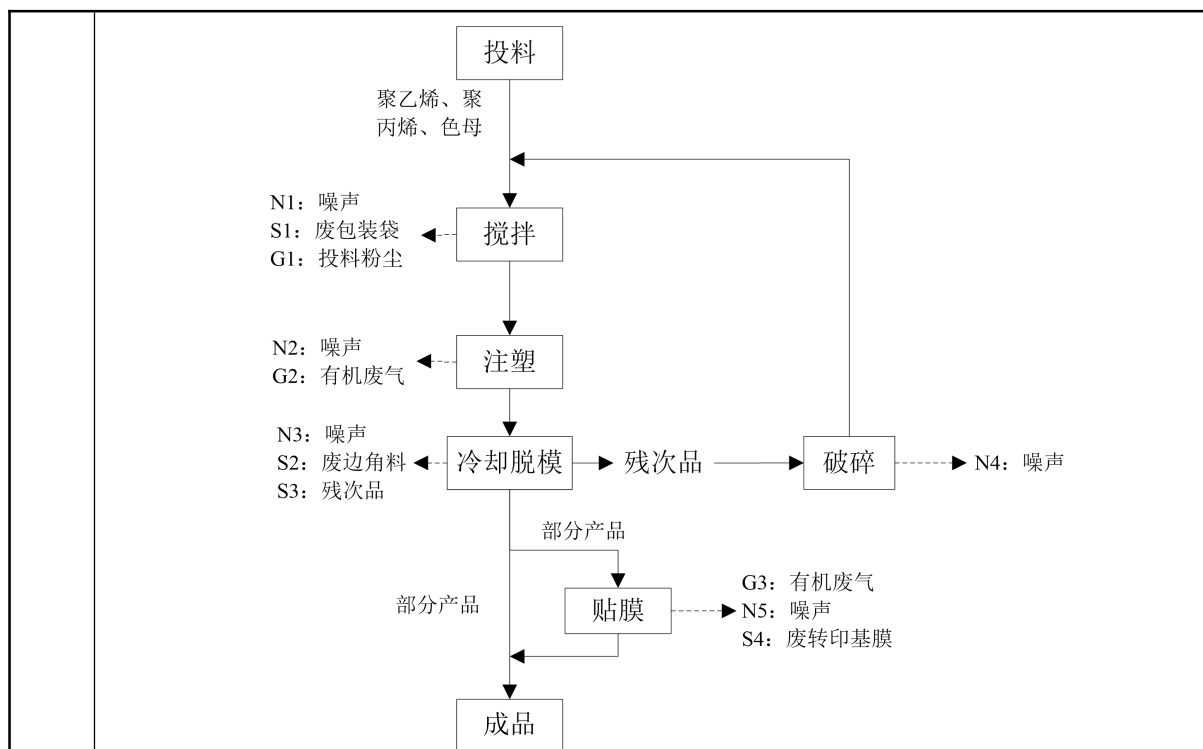 投料
聚乙烯、聚
丙烯、色母
N1：噪声
S1：废包装袋
G1：投料粉尘
搅拌
N2：噪声
G2：有机废气
注塑
N3：噪声
S2：废边角料
S3：残次品
冷却脱模
残次品
破碎
N4：噪声
部分产品
部分产品
贴膜
G3：有机废气
N5：噪声
S4：废转印基膜
成品